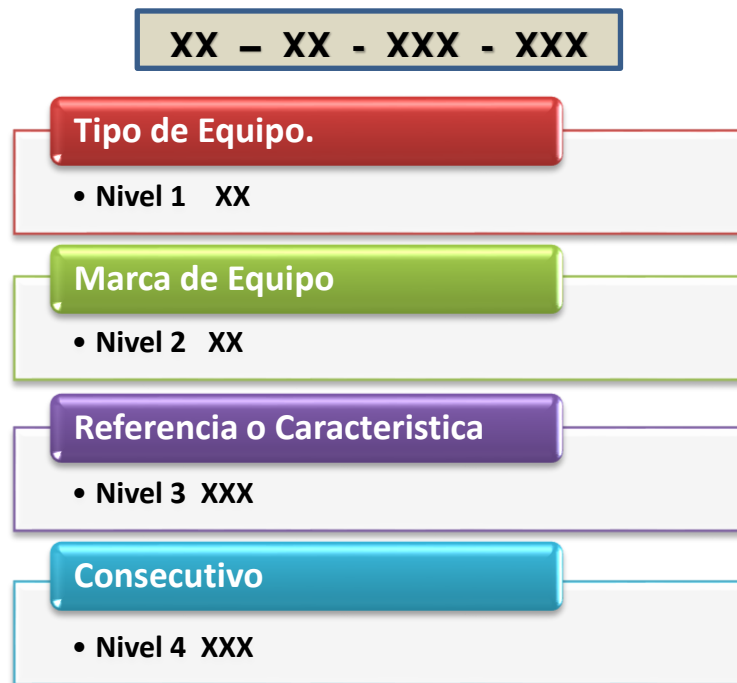 XX – XX - XXX - XXX
Tipo de Equipo.
• Nivel 1 XX
Marca de Equipo
• Nivel 2 XX
Referencia o Caracteristica
• Nivel 3 XXX
Consecutivo
• Nivel 4 XXX